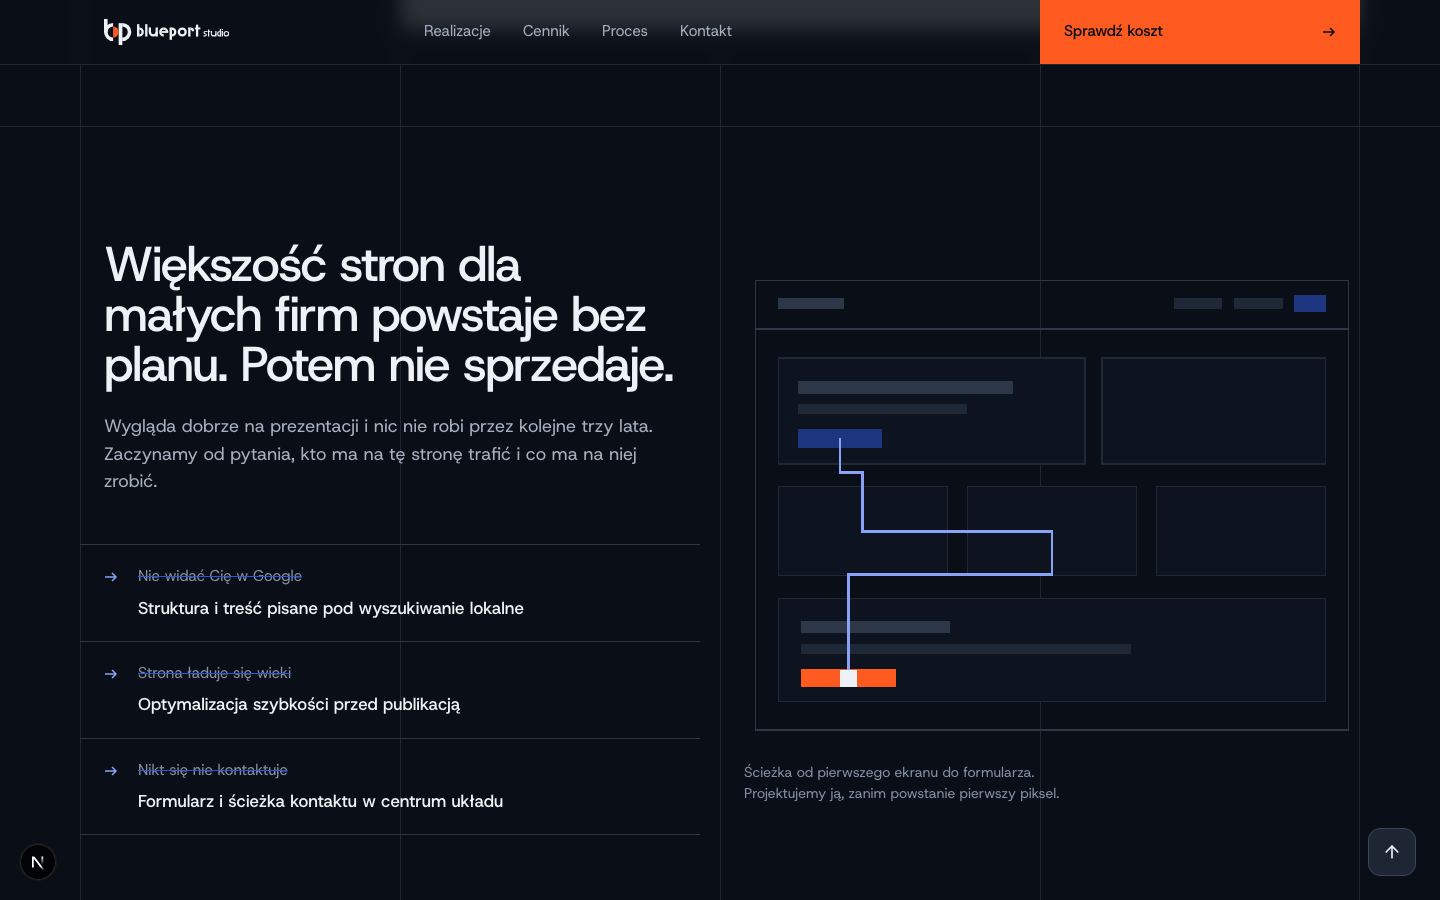 bp blueport studio
Realizacje
Cennik
Proces
Kontakt
Sprawdź koszt
Większość stron dla
małych firm powstaje bez
planu. Potem nie sprzedaje.
Wygląda dobrze na prezentacji i nic nie robi przez kolejne trzy lata.
Zaczynamy od pytania, kto ma na tę stronę trafić i co ma na niej
zrobić.
Nie widać Cię w Google
Struktura i treść pisane pod wyszukiwanie lokalne
Strona ładuje się wieki
Optymalizacja szybkości przed publikacją
Nikt się nie kontaktuje
Formularz i ścieżka kontaktu w centrum układu
Ścieżka od pierwszego ekranu do formularza.
Projektujemy ją, zanim powstanie pierwszy piksel.
N